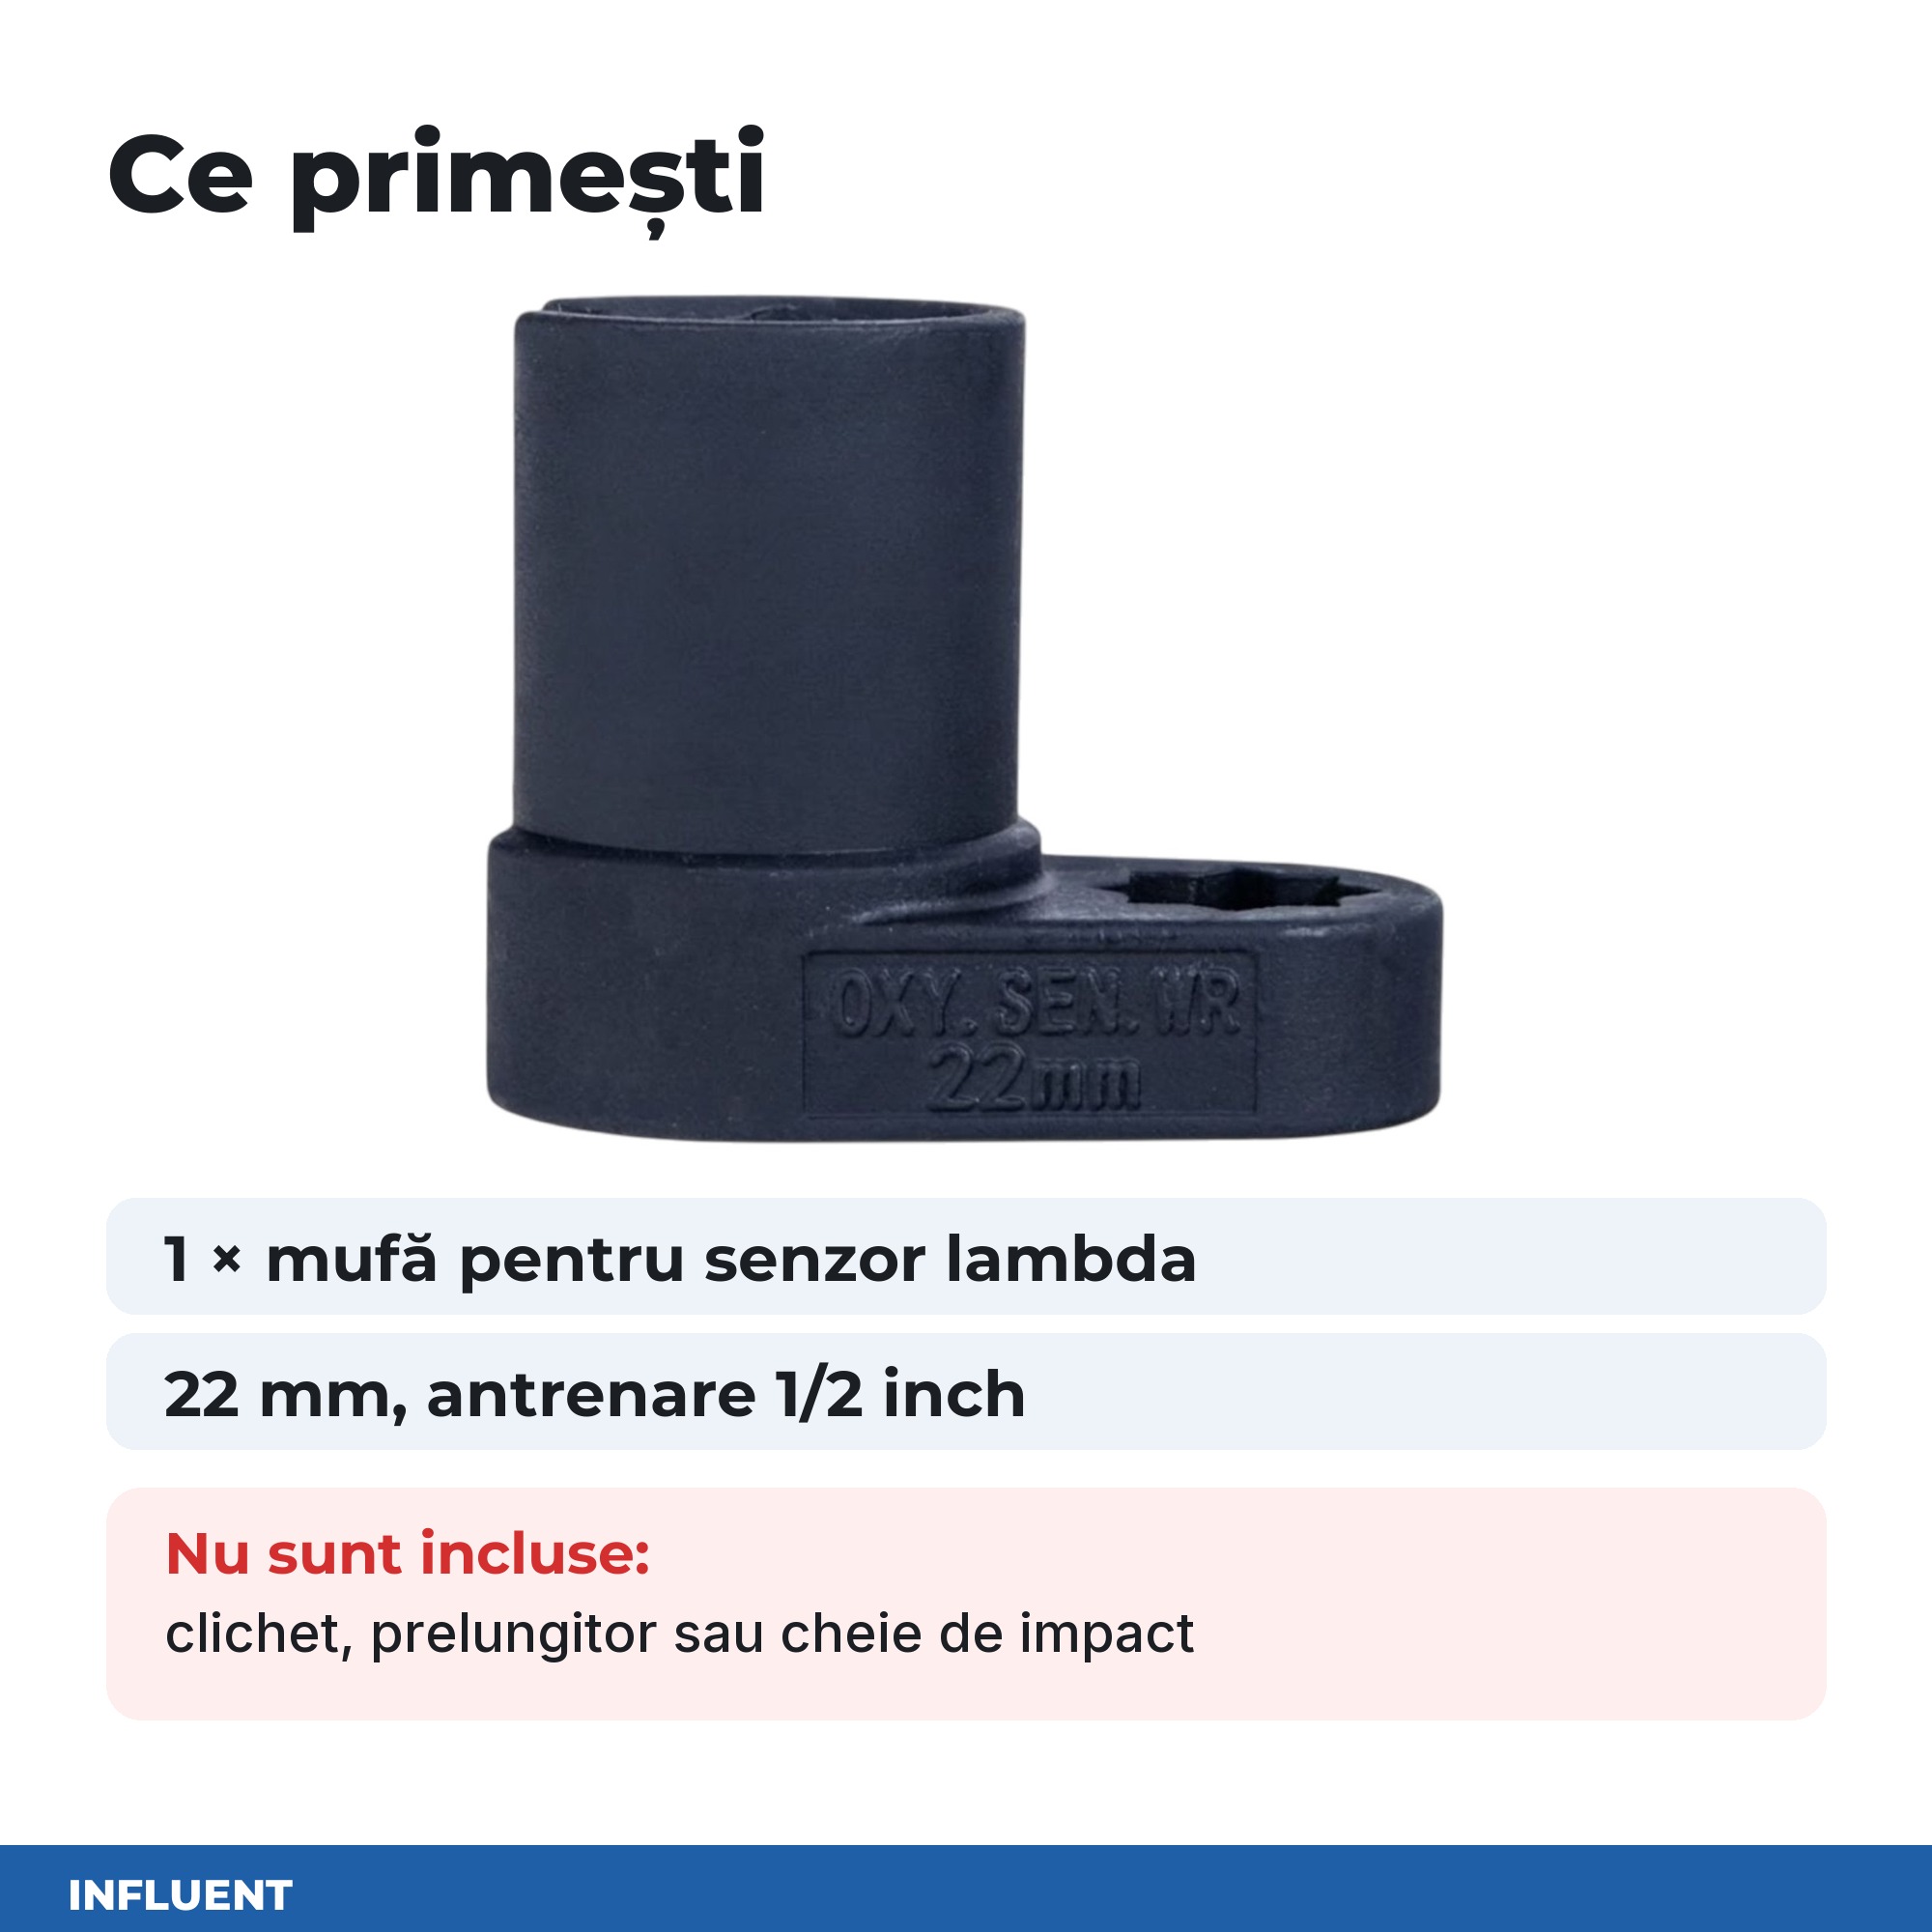 Ce primești
OXY. SEN. WR
22mm
1 × mufă pentru senzor lambda
22 mm, antrenare 1/2 inch
Nu sunt incluse:
clichet, prelungitor sau cheie de impact
INFLUENT